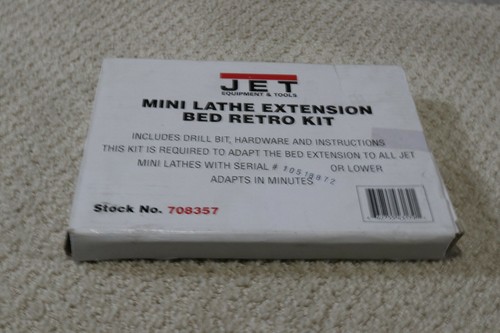 JET
EQUIPMENT & TOOLS
MINI LATHE EXTENSION
BED RETRO KIT
INCLUDES DRILL BIT, HARDWARE AND INSTRUCTIONS
THIS KIT IS REQUIRED TO ADAPT THE BED EXTENSION TO ALL JET
MINI LATHES WITH SERIAL # 10518872 OR LOWER
ADAPTS IN MINUTES
Stock No. 708357